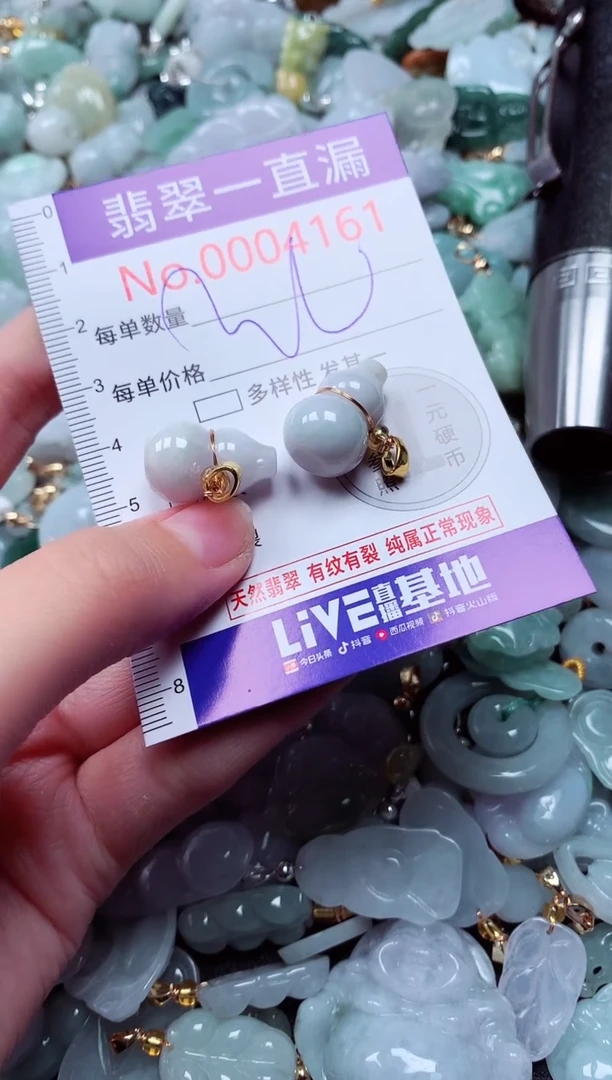 翡翠一直漏
No.0004161
0
1
2
每单数量
3
每单价格
多样性 发基
一元硬币
4
5
天然翡翠 有纹有裂 纯属正常现象
LIVE直播基地
今日头条 抖音 西瓜视频 抖音火山版
8